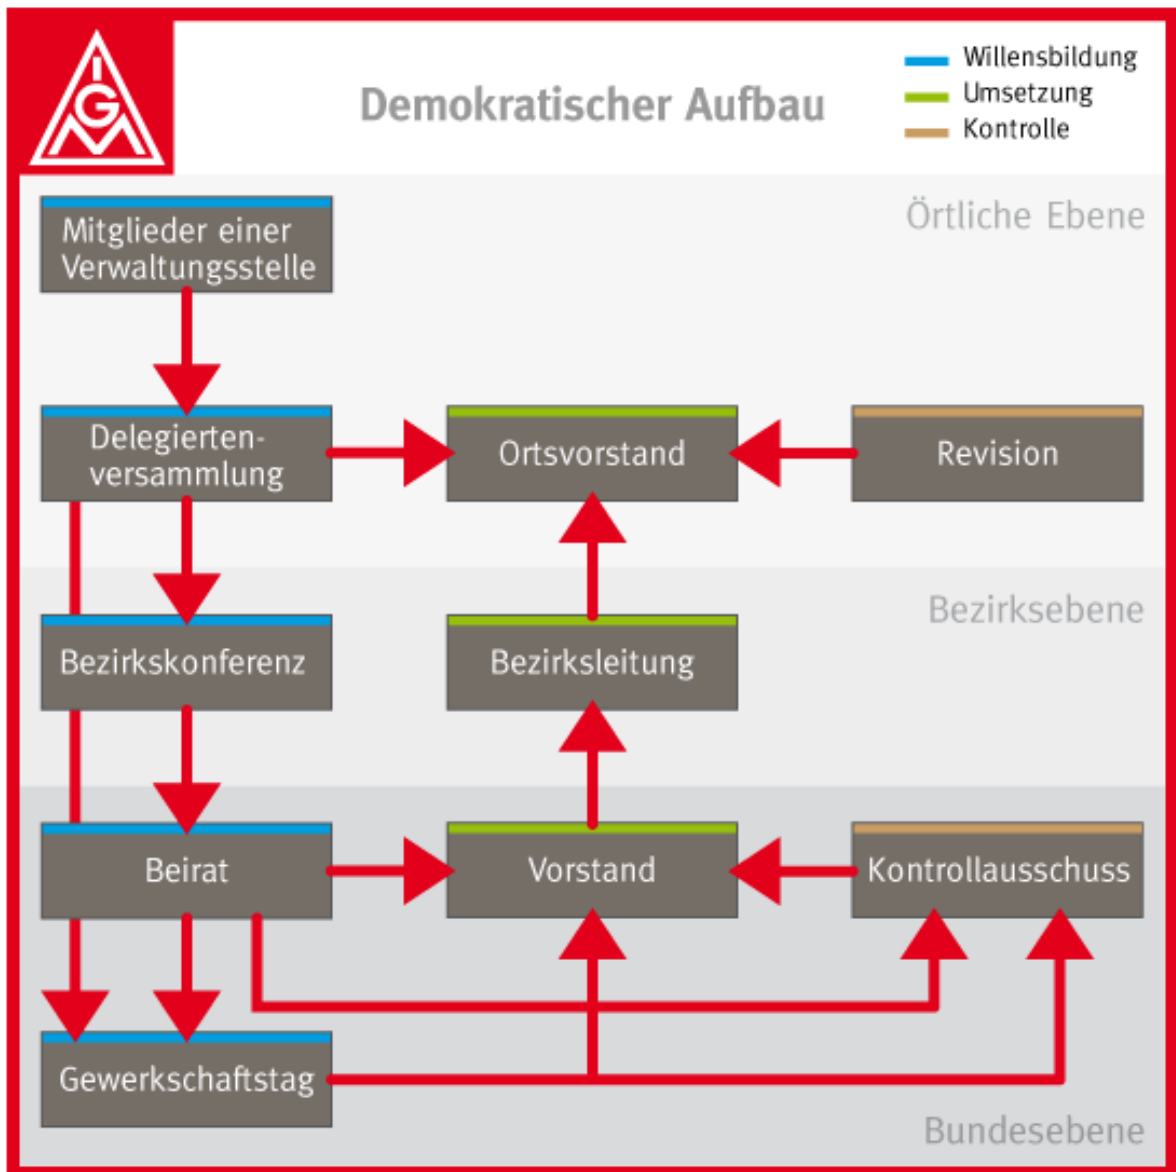 IGM
Demokratischer Aufbau
Willensbildung
Umsetzung
Kontrolle
Örtliche Ebene
Mitglieder einer
Verwaltungsstelle
Delegierten-
versammlung
Ortsvorstand
Revision
Bezirksebene
Bezirkskonferenz
Bezirksleitung
Beirat
Vorstand
Kontrollausschuss
Gewerkschaftstag
Bundesebene